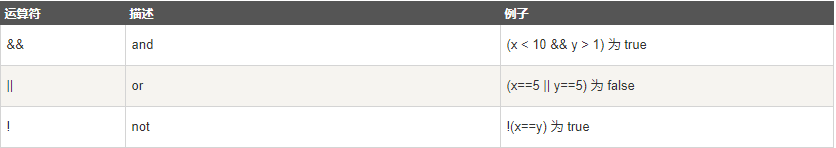 运算符 描述 例子
&& and (x < 10 && y > 1) 为 true
|| or (x==5 || y==5) 为 false
! not !(x==y) 为 true